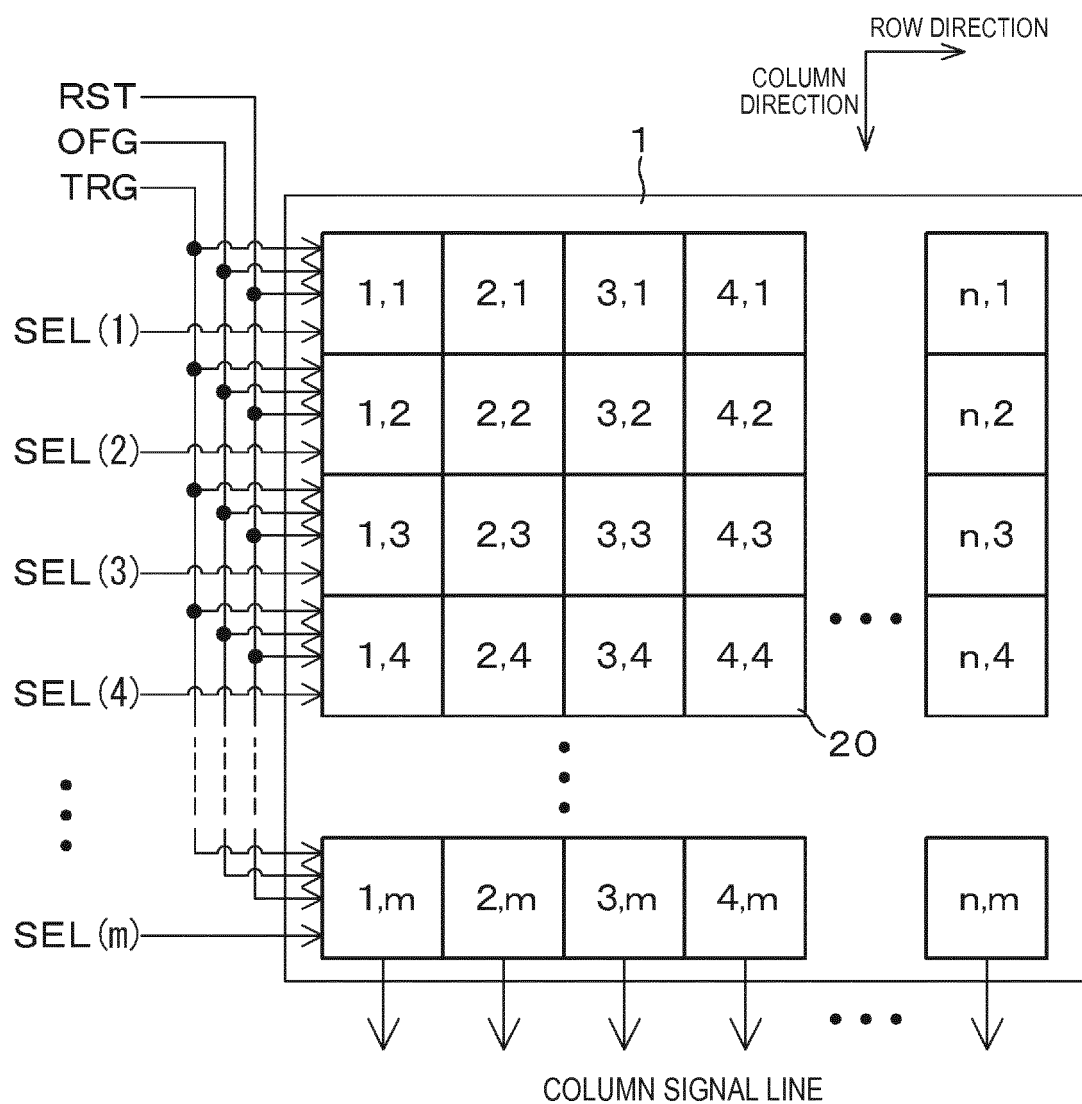 ROW DIRECTION
COLUMN
DIRECTION
RST
OFG
TRG
1
1,1 2,1 3,1 4,1 n,1
SEL(1)
1,2 2,2 3,2 4,2 n,2
SEL(2)
1,3 2,3 3,3 4,3 n,3
SEL(3)
1,4 2,4 3,4 4,4 n,4
SEL(4)
20
1,m 2,m 3,m 4,m n,m
SEL(m)
COLUMN SIGNAL LINE